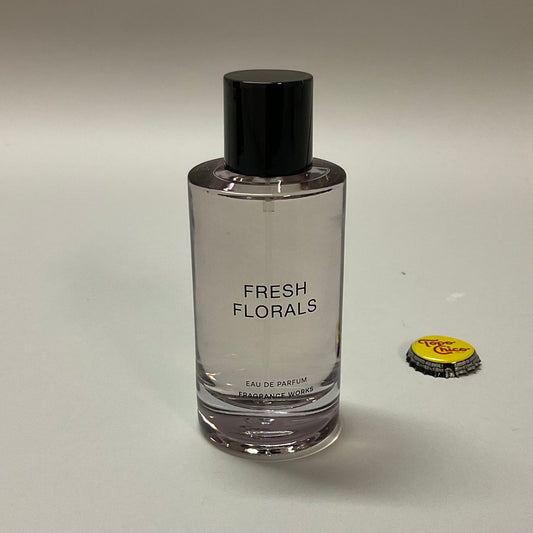 FRESH
FLORALS
EAU DE PARFUM
FRAGRANCE WORKS
Topo
Chico